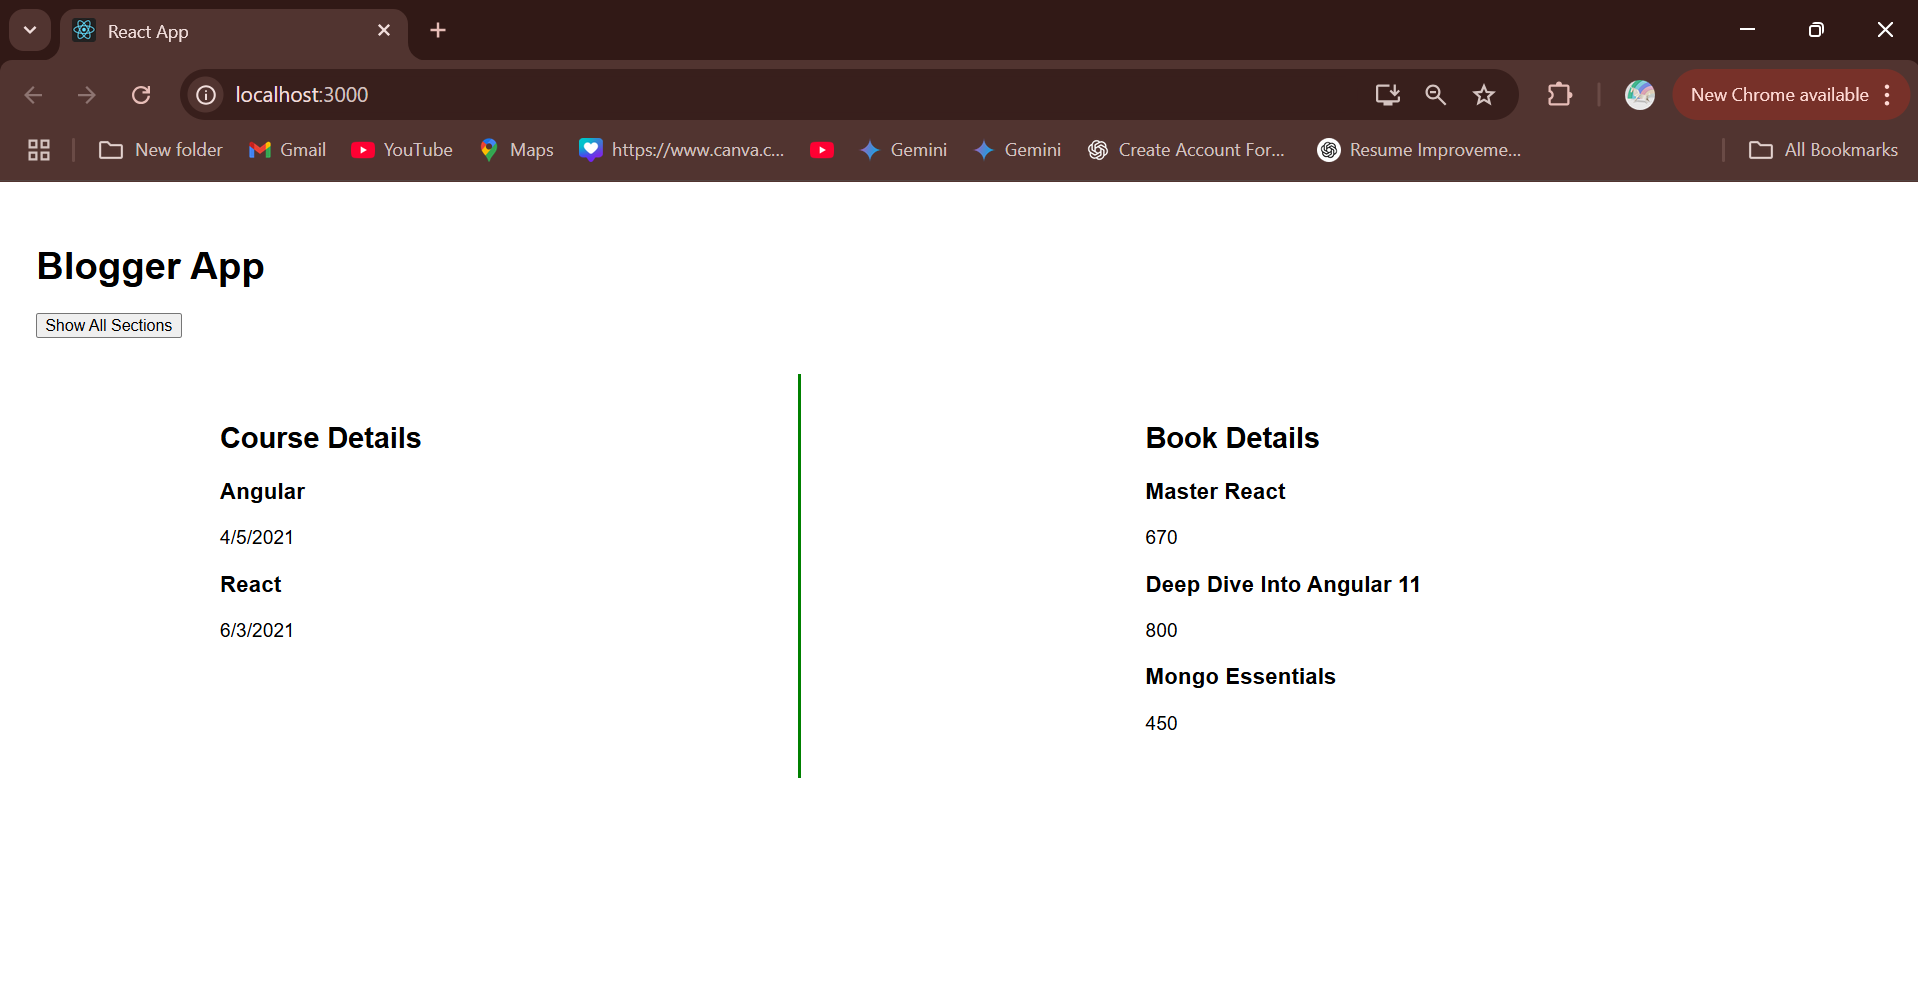 React App
localhost:3000
New Chrome available
New folder
Gmail
YouTube
Maps
https://www.canva.c...
Gemini
Gemini
Create Account For...
Resume Improveme...
All Bookmarks
Blogger App
Show All Sections
Course Details
Angular
4/5/2021
React
6/3/2021
Book Details
Master React
670
Deep Dive Into Angular 11
800
Mongo Essentials
450